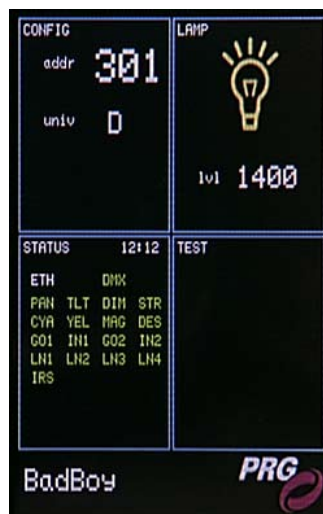 CONFIG
addr 301
univ D
LAMP
lvl 1400
STATUS 12:12
ETH DMX
PAN TLT DIM STR
CYA YEL MAG DES
GO1 IN1 GO2 IN2
LN1 LN2 LN3 LN4
IRS
TEST
BadBoy
PRG